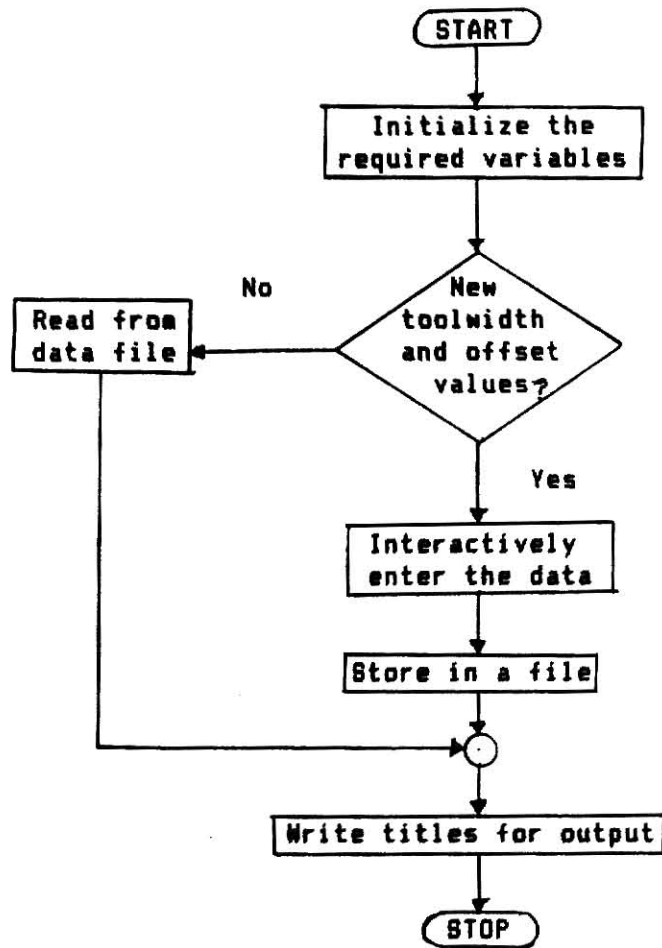 START
Initialize the
required variables
New
toolwidth
and offset
values?
No
Read from
data file
Yes
Interactively
enter the data
Store in a file
Write titles for output
STOP